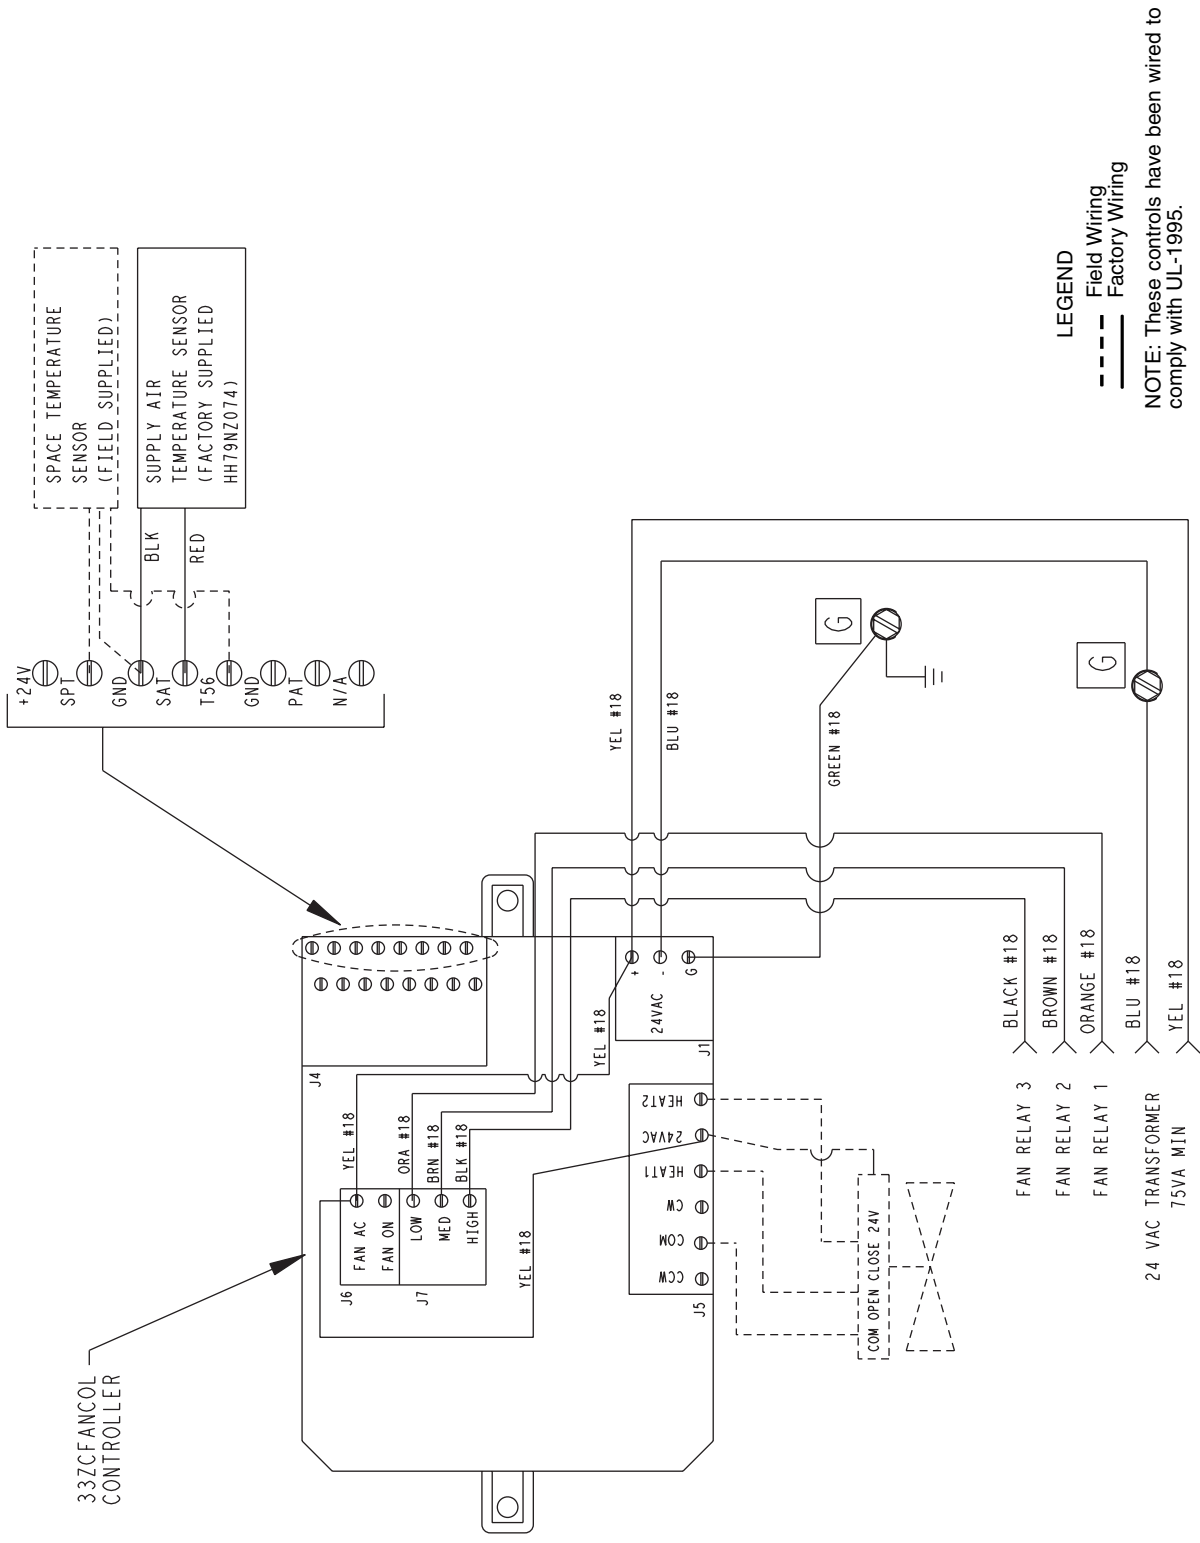 33ZCFANCOL
CONTROLLER
+24V
SPT
GND
SAT
T56
GND
PAT
N/A
SPACE TEMPERATURE
SENSOR
(FIELD SUPPLIED)
SUPPLY AIR
TEMPERATURE SENSOR
(FACTORY SUPPLIED
HH79NZ074)
BLK
RED
J4
J6
FAN AC
FAN ON
J7
LOW
MED
HIGH
YEL #18
ORA #18
BRN #18
BLK #18
YEL #18
YEL #18
J1
24VAC
+
-
G
J5
CCW
COM
CW
HEAT1
24VAC
HEAT2
COM OPEN CLOSE 24V
YEL #18
BLU #18
GREEN #18
G
G
FAN RELAY 3
BLACK #18
FAN RELAY 2
BROWN #18
FAN RELAY 1
ORANGE #18
24 VAC TRANSFORMER
75VA MIN
BLU #18
YEL #18
LEGEND
Field Wiring
Factory Wiring
NOTE: These controls have been wired to
comply with UL-1995.